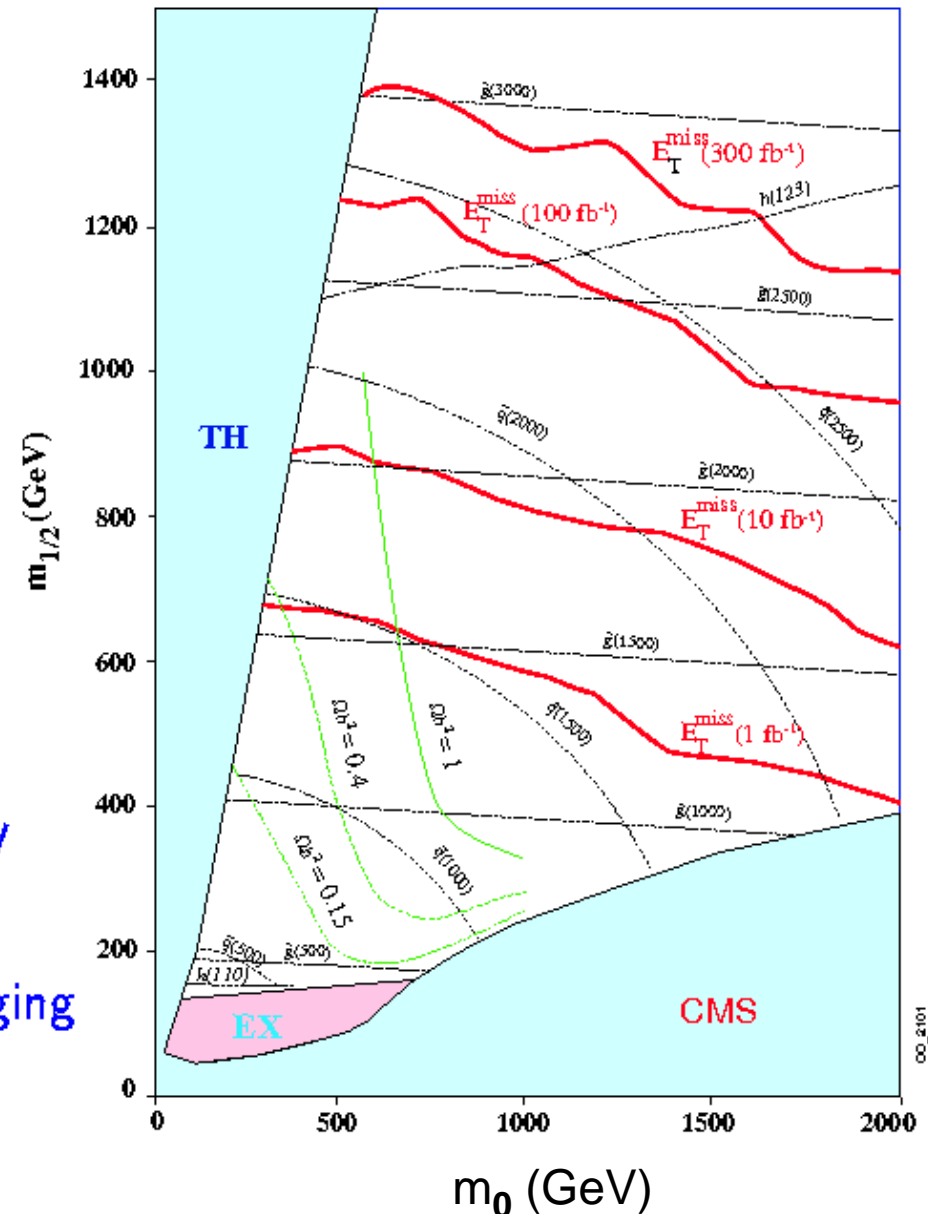 1400
g̃(3000)
E_T^miss (300 fb⁻¹)
h(123)
1200
E_T^miss (100 fb⁻¹)
g̃(2500)
1000
q̃(2000)
q̃(2500)
TH
g̃(2000)
m1/2 (GeV)
800
E_T^miss (10 fb⁻¹)
600
g̃(1500)
Ωh² = 0.4
Ωh² = 1
q̃(1500)
E_T^miss (1 fb⁻¹)
400
g̃(1000)
Ωh² = 0.15
q̃(1000)
200
q̃(500)
g̃(500)
h(110)
ging
EX
CMS
OO_2101
0
0
500
1000
1500
2000
m0 (GeV)